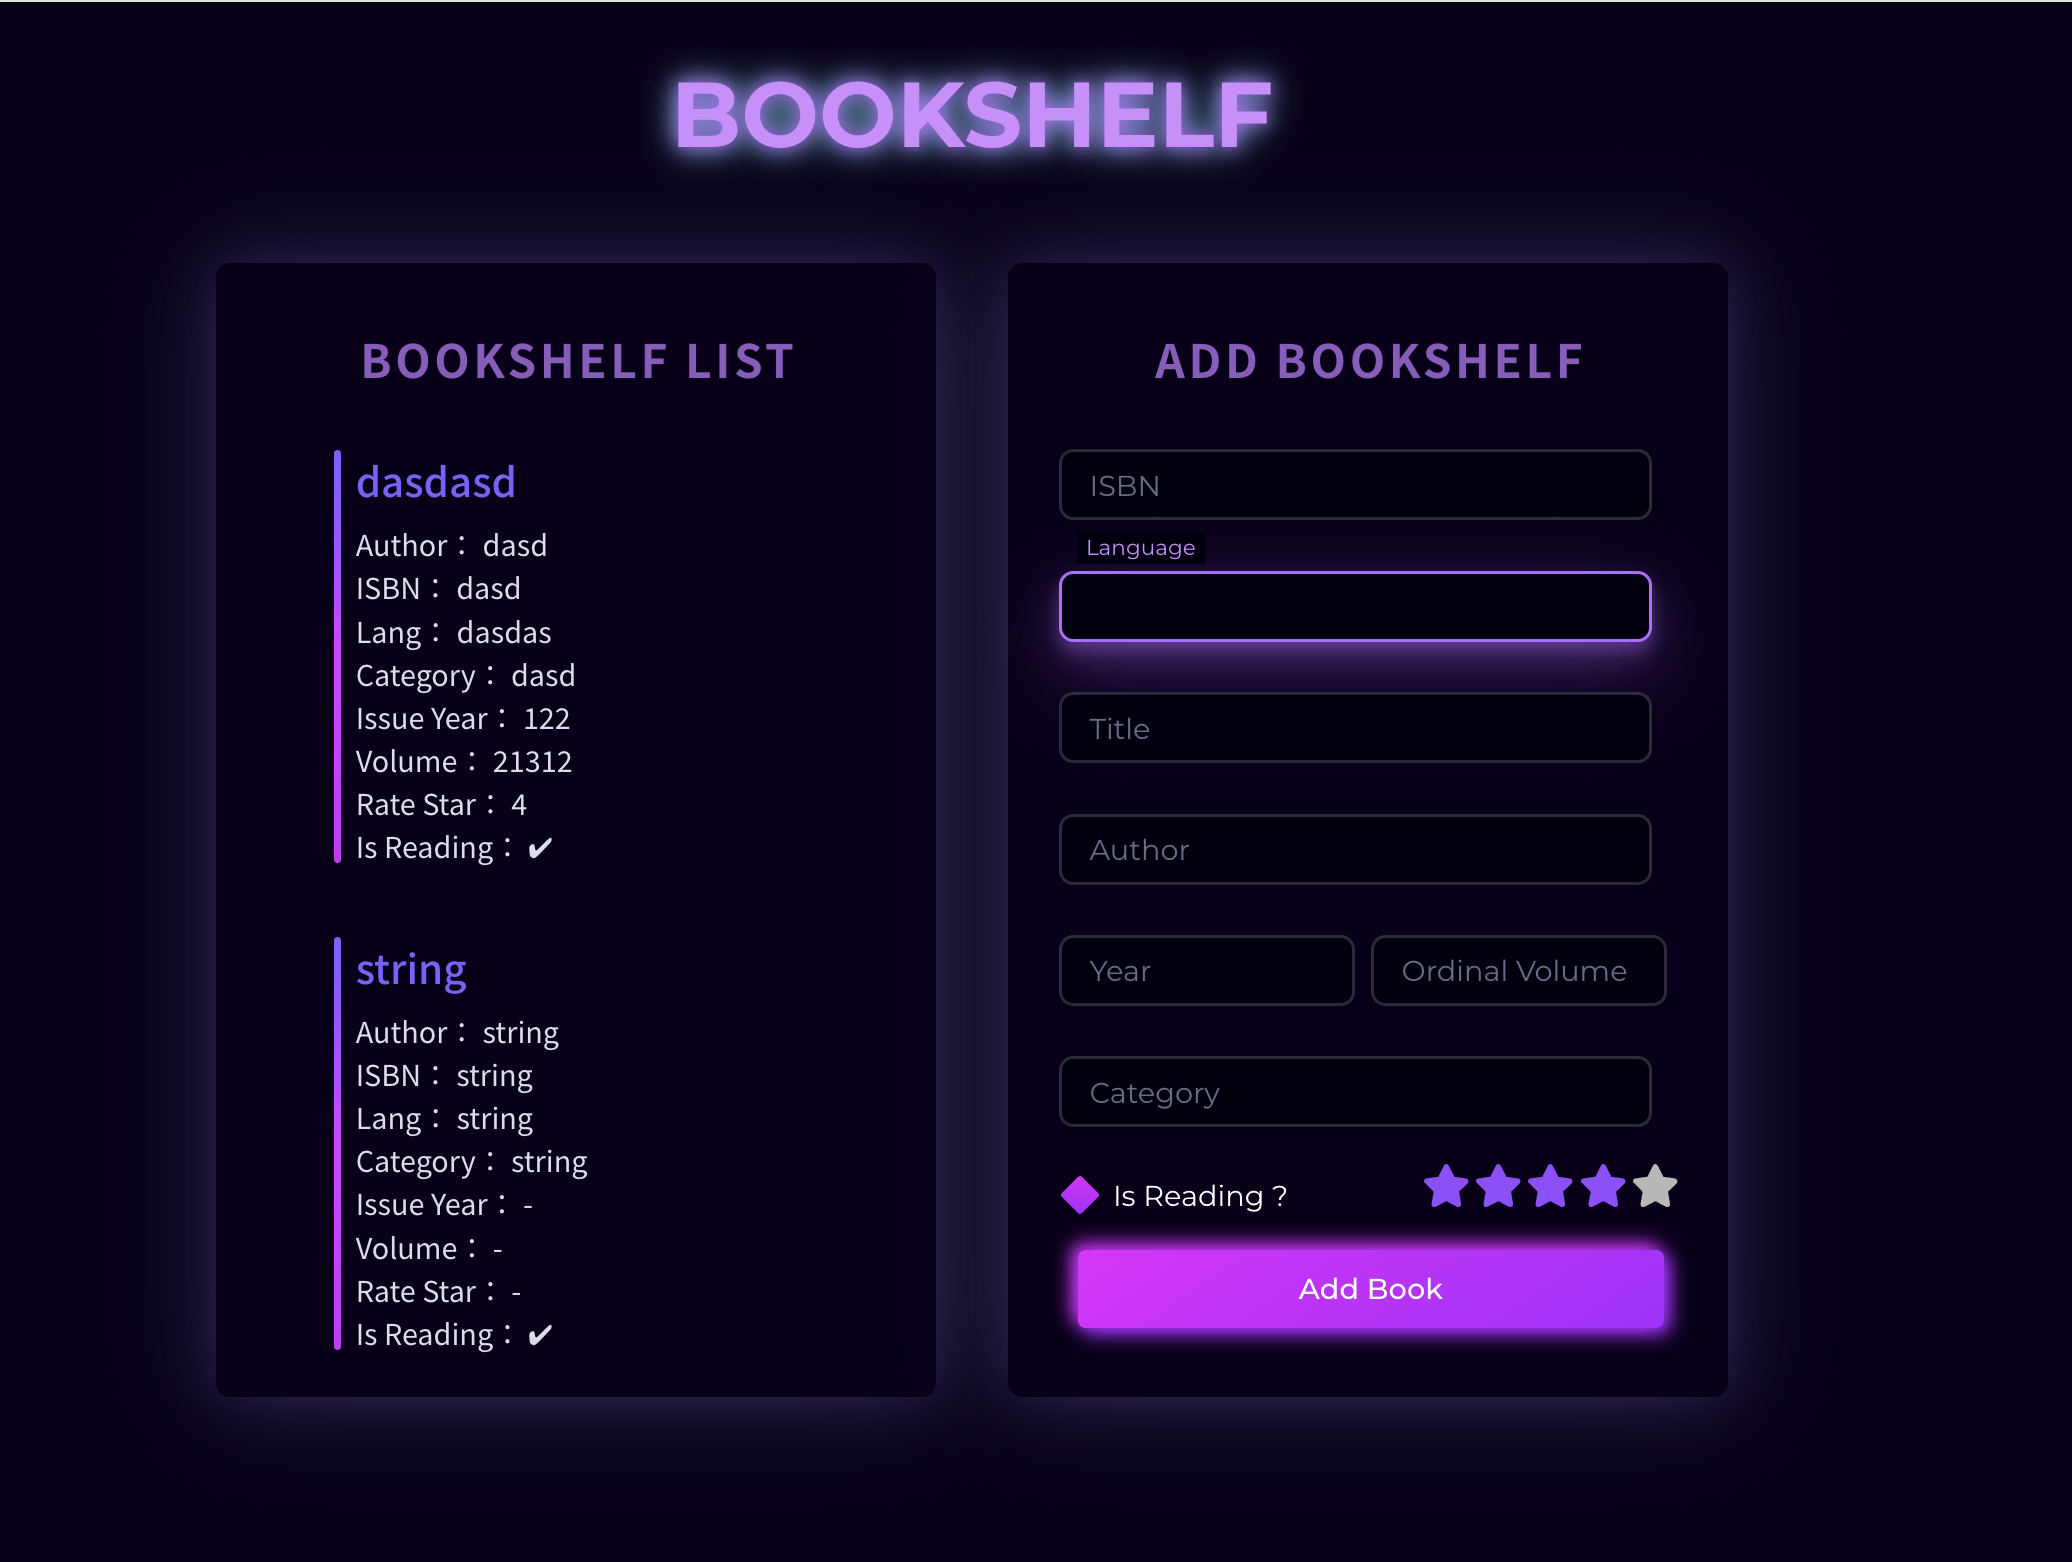 BOOKSHELF
BOOKSHELF LIST
dasdasd
Author： dasd
ISBN： dasd
Lang： dasdas
Category： dasd
Issue Year： 122
Volume： 21312
Rate Star： 4
Is Reading： ✔
string
Author： string
ISBN： string
Lang： string
Category： string
Issue Year： -
Volume： -
Rate Star： -
Is Reading： ✔
ADD BOOKSHELF
ISBN
Language
Title
Author
Year
Ordinal Volume
Category
Is Reading ?
Add Book